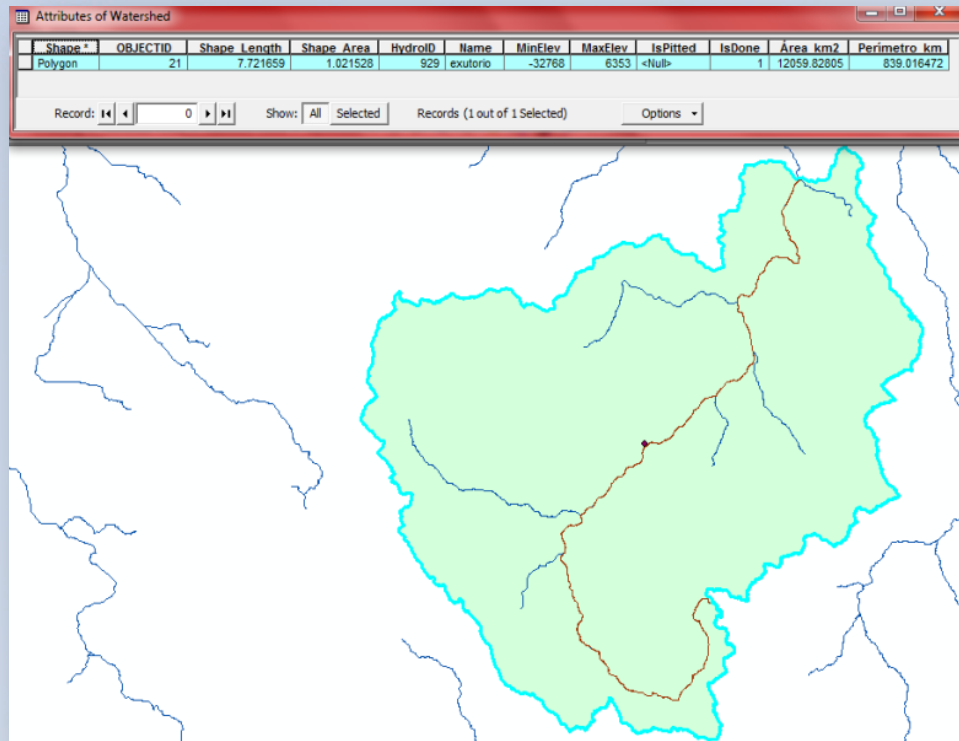 Attributes of Watershed
Shape * OBJECTID Shape_Length Shape_Area HydroID Name MinElev MaxElev IsPitted IsDone Área_km2 Perímetro_km
Polygon 21 7.721659 1.021528 929 exutorio -32768 6353 <Null> 1 12059.82805 839.016472
Record: 0 Show: All Selected Records (1 out of 1 Selected) Options